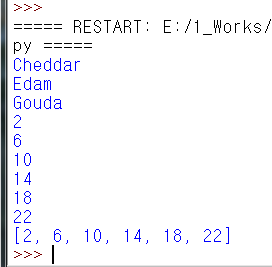 >>>
===== RESTART: E:/1_Works/
py =====
Cheddar
Edam
Gouda
2
6
10
14
18
22
[2, 6, 10, 14, 18, 22]
>>>